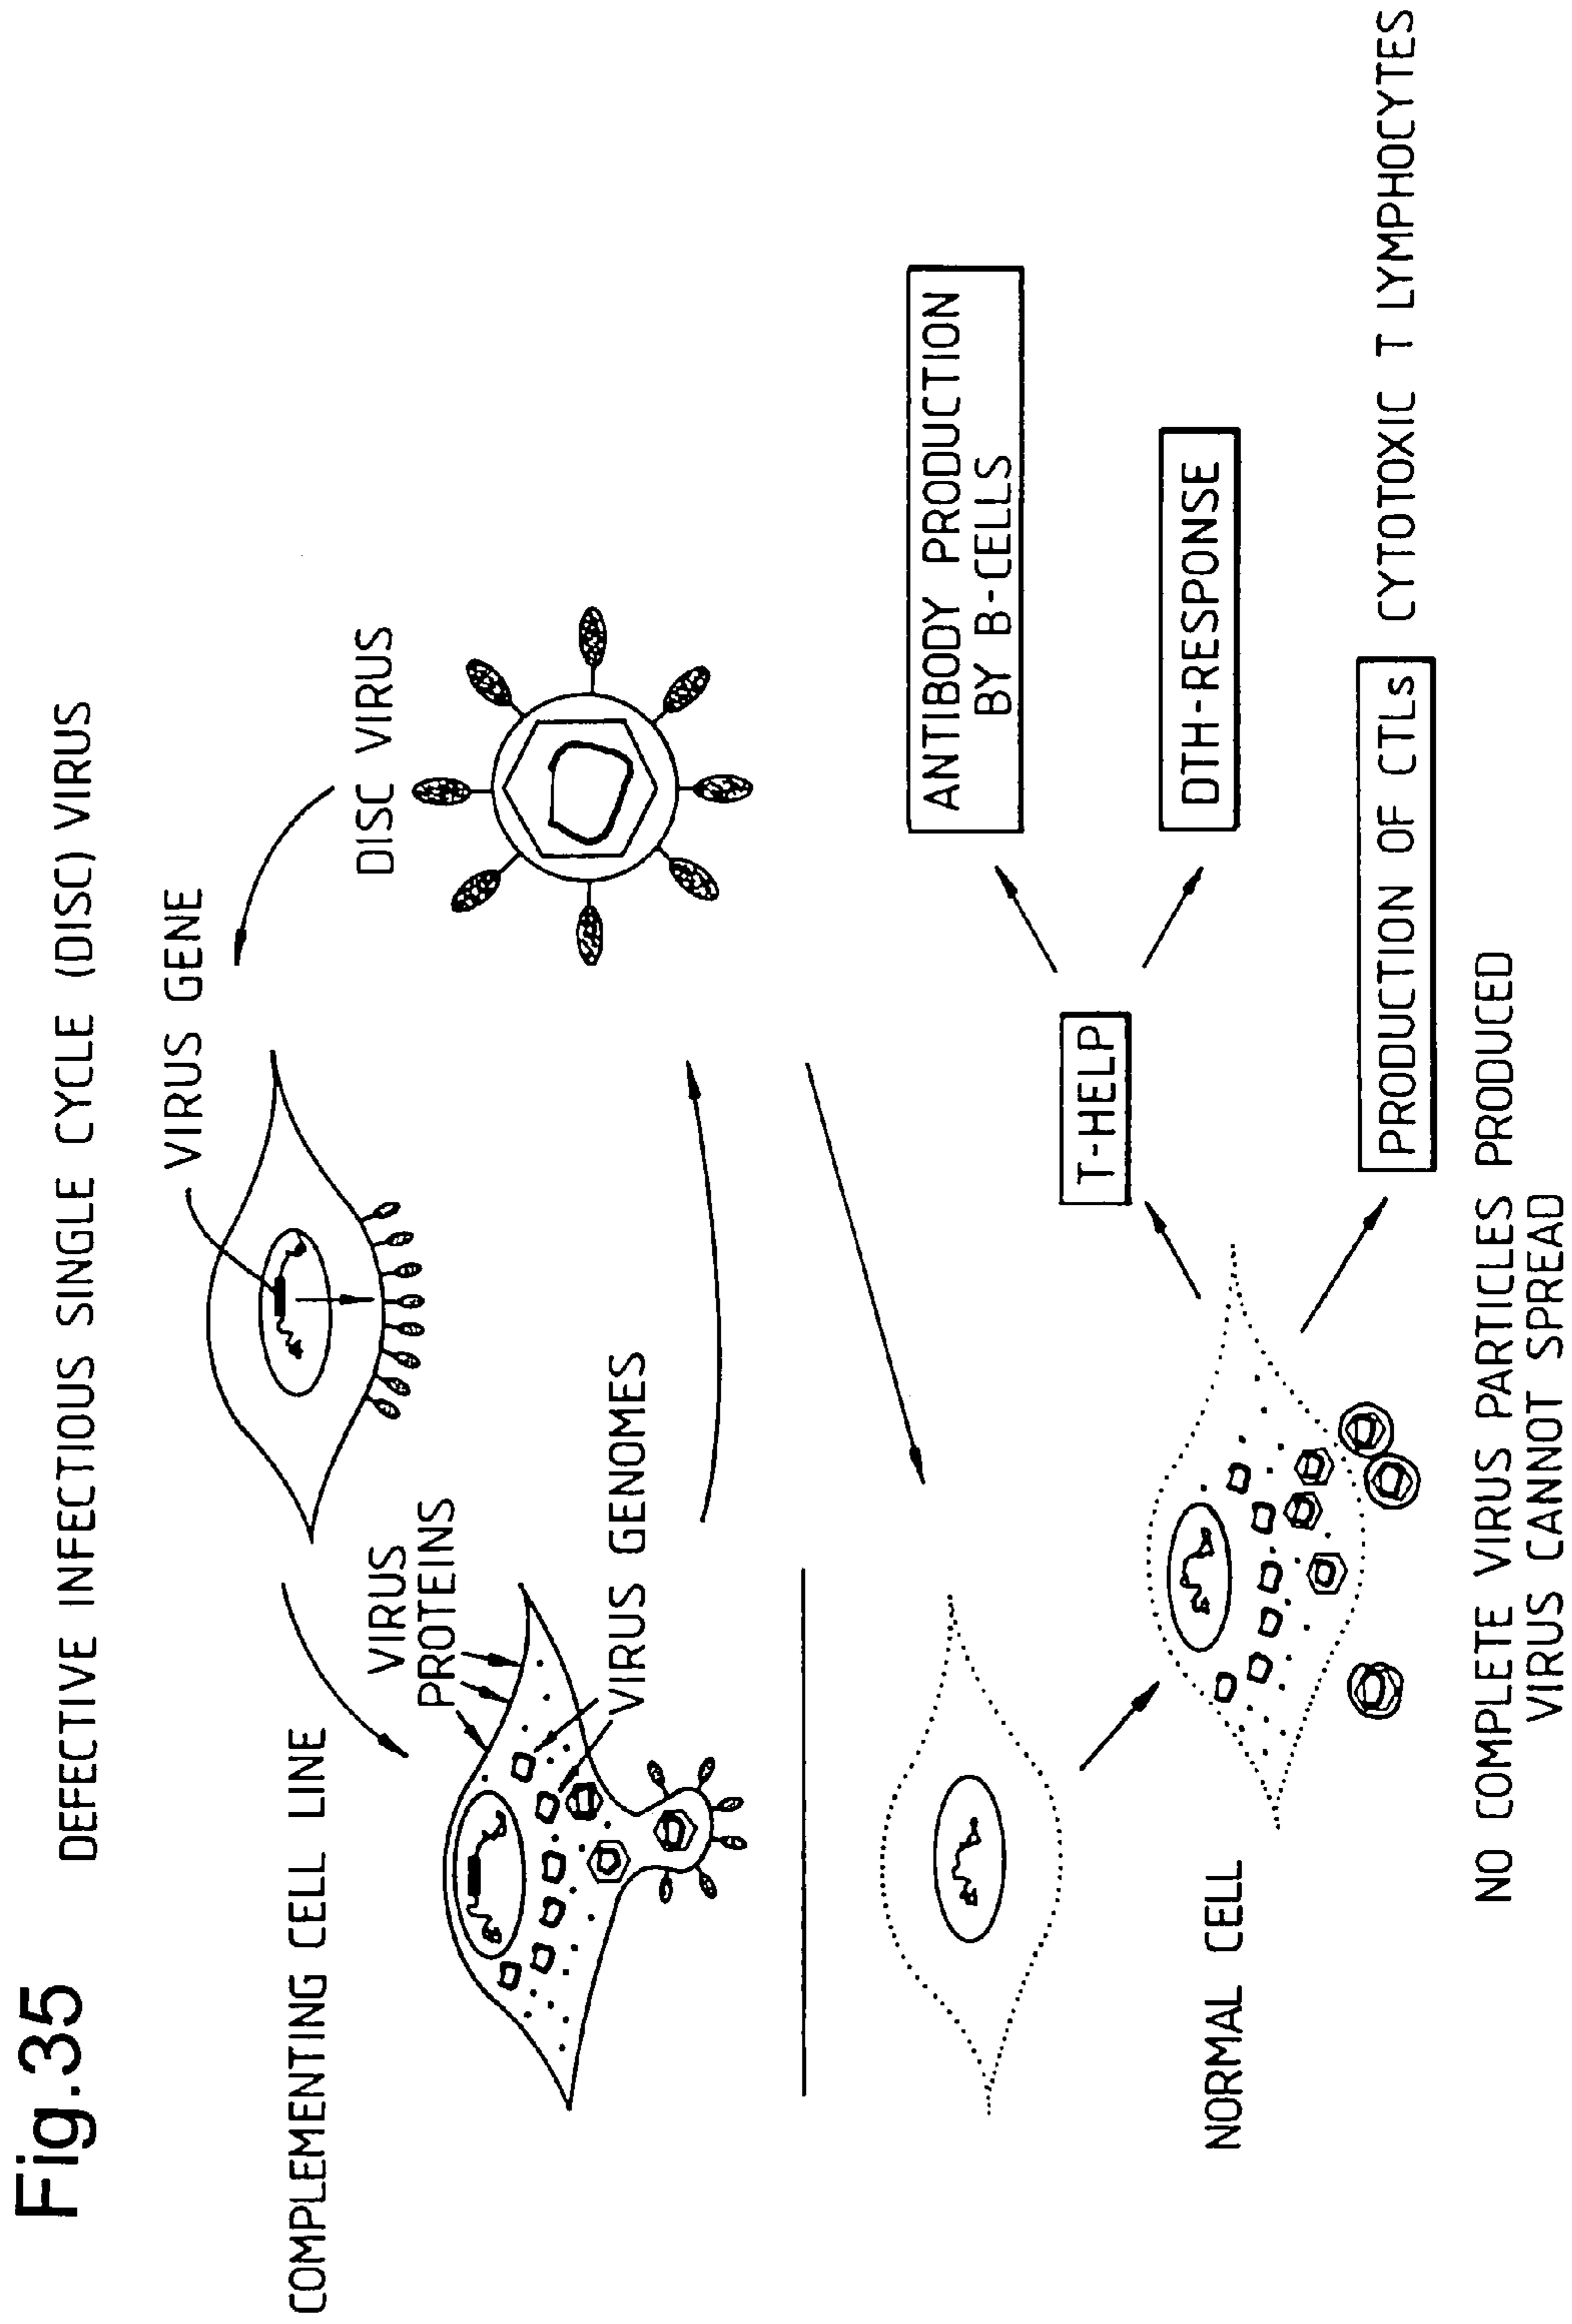 Fig.35
DEFECTIVE INFECTIOUS SINGLE CYCLE (DISC) VIRUS
VIRUS GENE
COMPLEMENTING CELL LINE
VIRUS
PROTEINS
DISC VIRUS
VIRUS GENOMES
ANTIBODY PRODUCTION
BY B-CELLS
T-HELP
DTH-RESPONSE
NORMAL CELL
PRODUCTION OF CTLs
CYTOTOXIC T LYMPHOCYTES
NO COMPLETE VIRUS PARTICLES PRODUCED
VIRUS CANNOT SPREAD